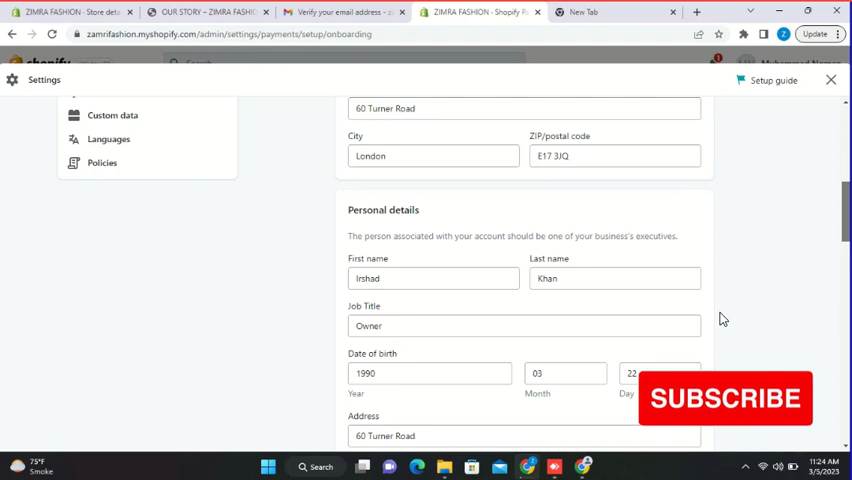 ZIMRA FASHION - Store deta
OUR STORY – ZIMRA FASHI
Verify your email address - z
ZIMRA FASHION - Shopify P
New Tab
zamrifashion.myshopify.com/admin/settings/payments/setup/onboarding
Z
Update
shopify
Search
1
Settings
Setup guide
Custom data
Languages
Policies
60 Turner Road
City
ZIP/postal code
London
E17 3JQ
Personal details
The person associated with your account should be one of your business's executives.
First name
Last name
Irshad
Khan
Job Title
Owner
Date of birth
1990
03
22
Year
Month
Day
SUBSCRIBE
Address
60 Turner Road
75°F
Smoke
Search
11:24 AM
3/5/2023